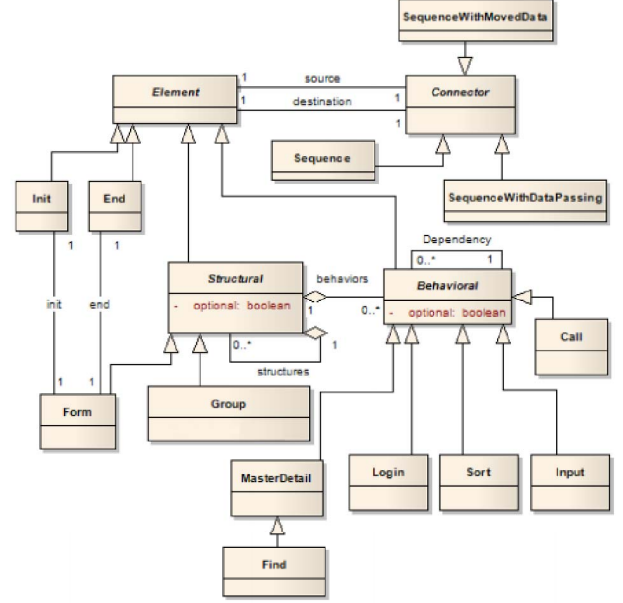 SequenceWithMovedData
1
source
Element
Connector
1
destination
1
1
Sequence
Init
End
SequenceWithDataPassing
1
1
Dependency
0..*
1
Structural
behaviors
Behavioral
- optional: boolean
1
0..*
- optional: boolean
init
end
Call
0..*
1
structures
1
1
Form
Group
MasterDetail
Login
Sort
Input
Find